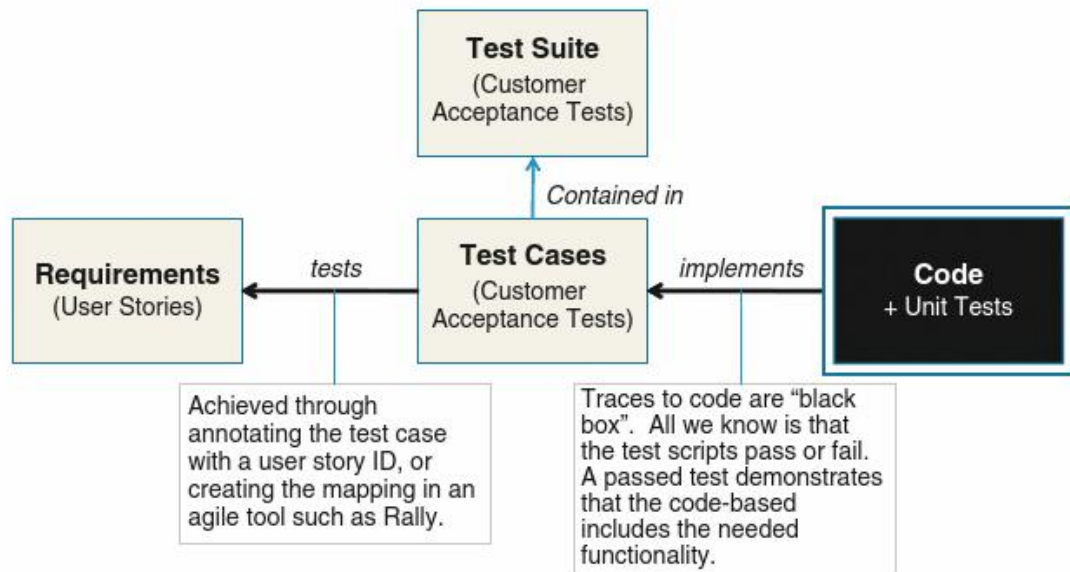 Test Suite
(Customer
Acceptance Tests)
Contained in
Requirements
(User Stories)
tests
Test Cases
(Customer
Acceptance Tests)
implements
Code
+ Unit Tests
Achieved through
annotating the test case
with a user story ID, or
creating the mapping in an
agile tool such as Rally.
Traces to code are “black
box”.  All we know is that
the test scripts pass or fail.
A passed test demonstrates
that the code-based
includes the needed
functionality.